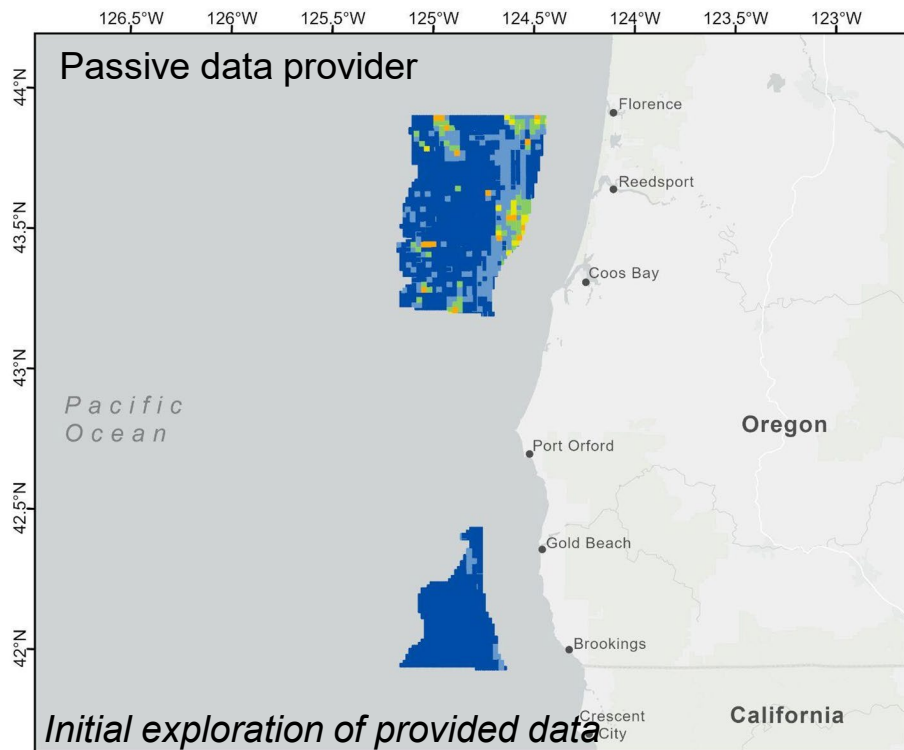 126.5°W 126°W 125.5°W 125°W 124.5°W 124°W 123.5°W 123°W
Passive data provider
44°N
Florence
Reedsport
43.5°N
Coos Bay
43°N
Pacific
Ocean
Oregon
Port Orford
42.5°N
Gold Beach
42°N
Brookings
Crescent
City
California
Initial exploration of provided data